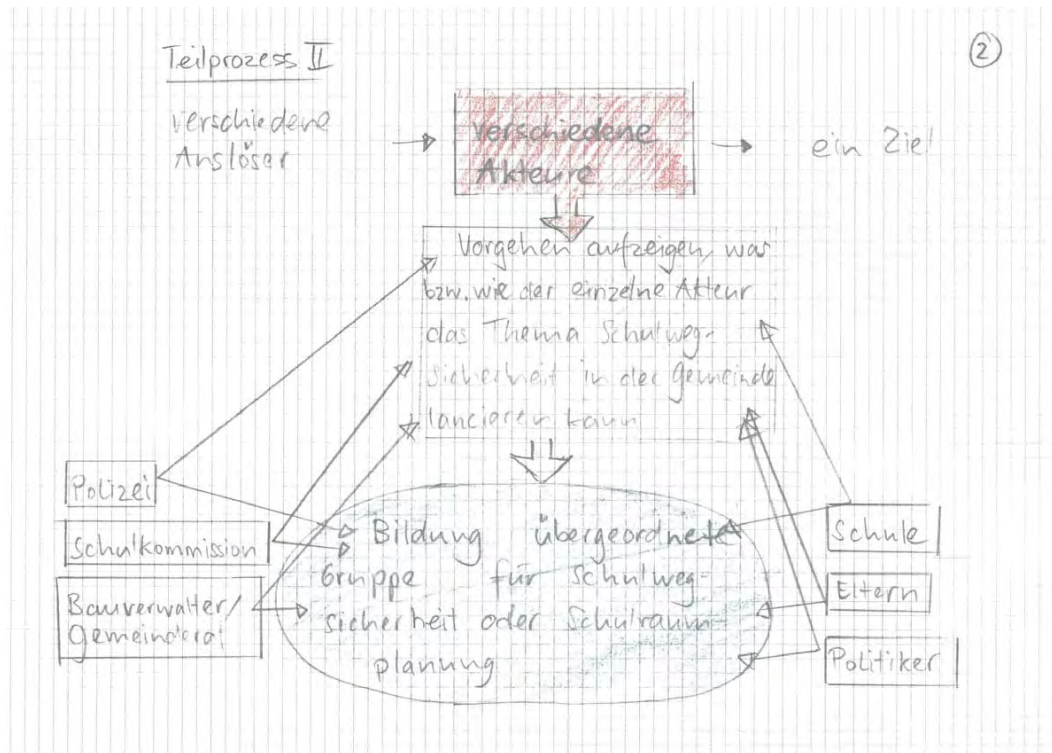 Teilprozess II
②
verschiedene
Auslöser
verschiedene
Akteure
ein Ziel
Vorgehen aufzeigen, was
bzw. wie der einzelne Akteur
das Thema Schulweg-
sicherheit in der Gemeinde
lancieren kann
Polizei
Schulkommission
Bauverwalter/
Gemeinderat
Bildung übergeordnete
Gruppe für Schulweg-
sicherheit oder Schulraum-
planung
Schule
Eltern
Politiker